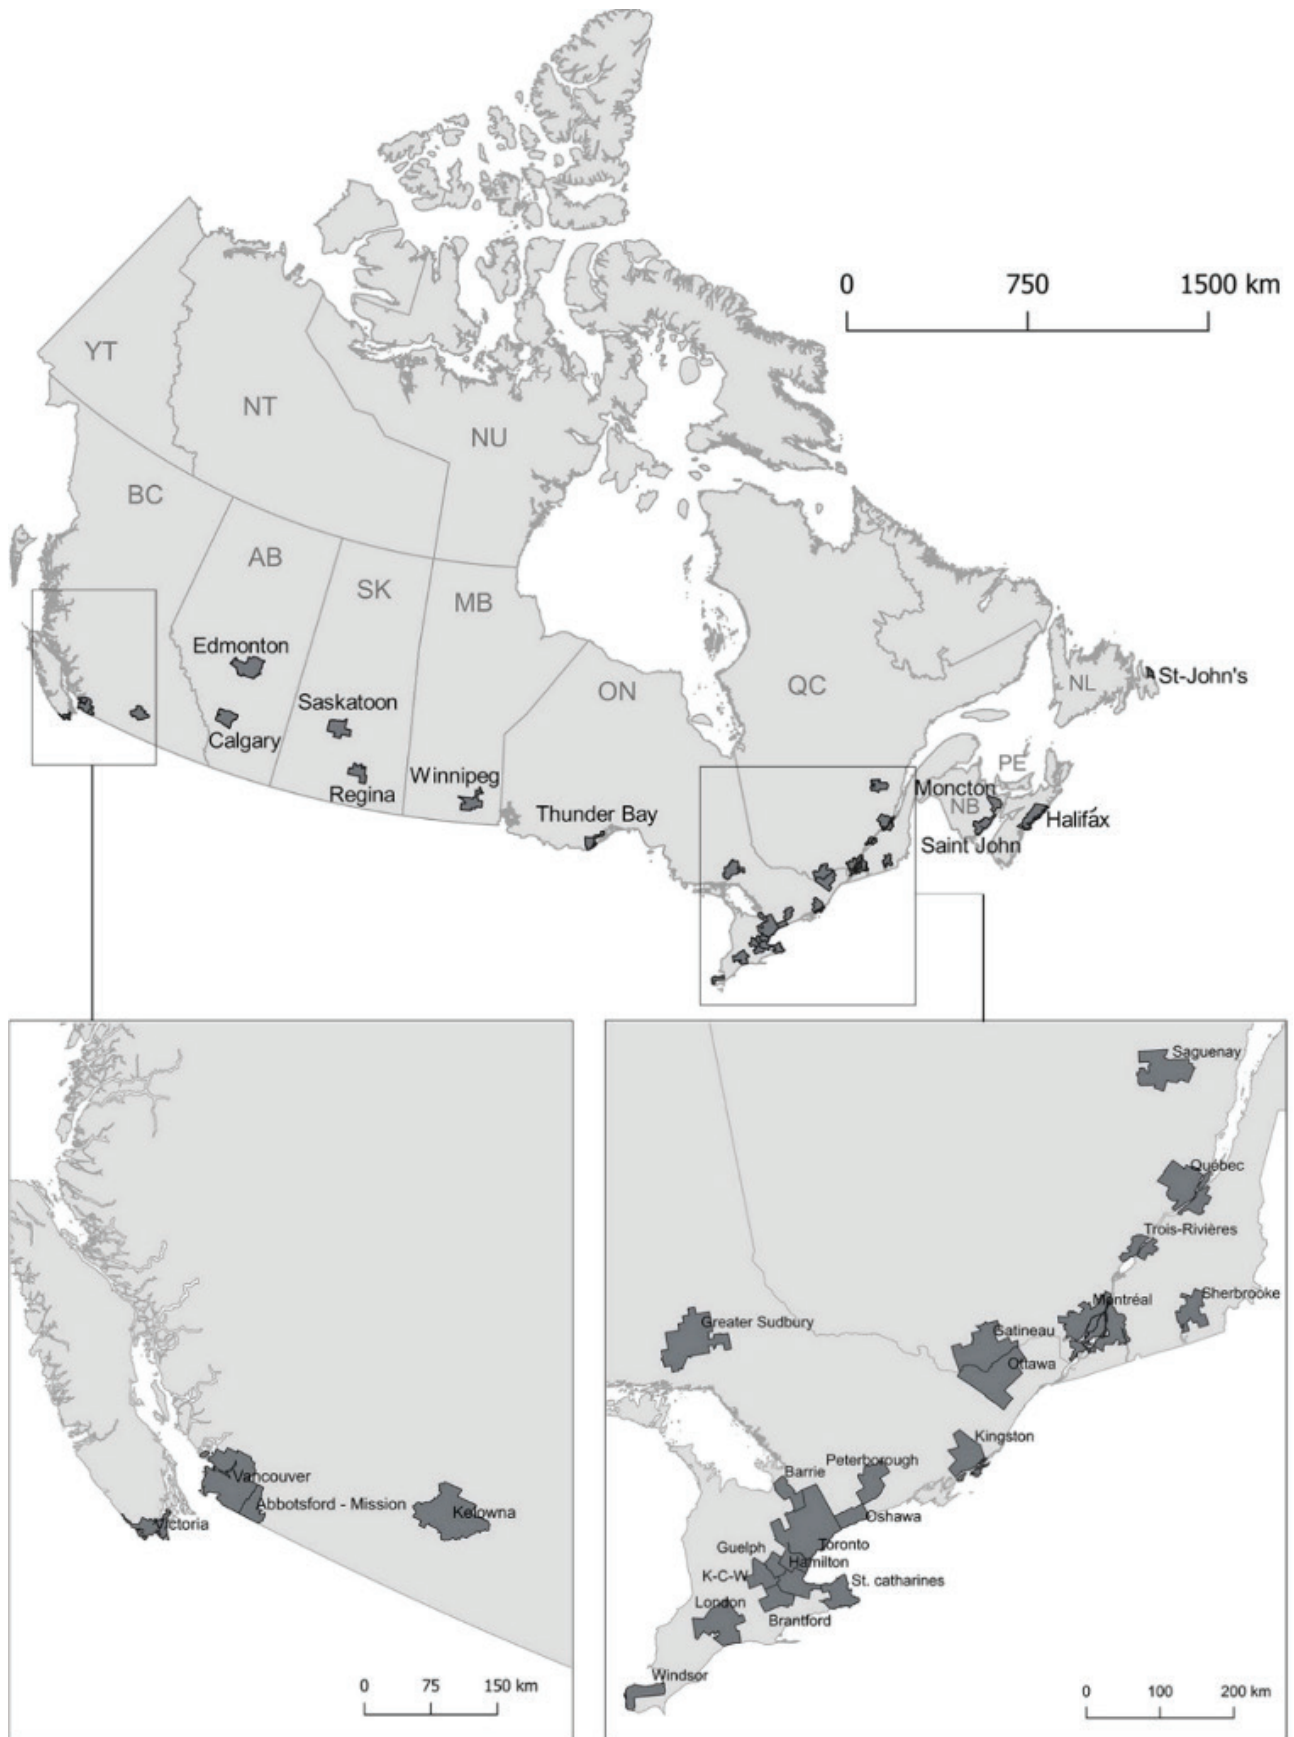 0 750 1500 km
YT
NT
NU
BC
AB
SK
MB
ON
QC
NL
PE
NB
Edmonton
Calgary
Saskatoon
Regina
Winnipeg
Thunder Bay
St-John's
Moncton
Halifax
Saint John
Vancouver
Abbotsford - Mission
Kelowna
Victoria
0 75 150 km
Saguenay
Québec
Trois-Rivières
Montréal
Sherbrooke
Greater Sudbury
Gatineau
Ottawa
Kingston
Peterborough
Barrie
Oshawa
Toronto
Guelph
Hamilton
K-C-W
St. catharines
London
Brantford
Windsor
0 100 200 km